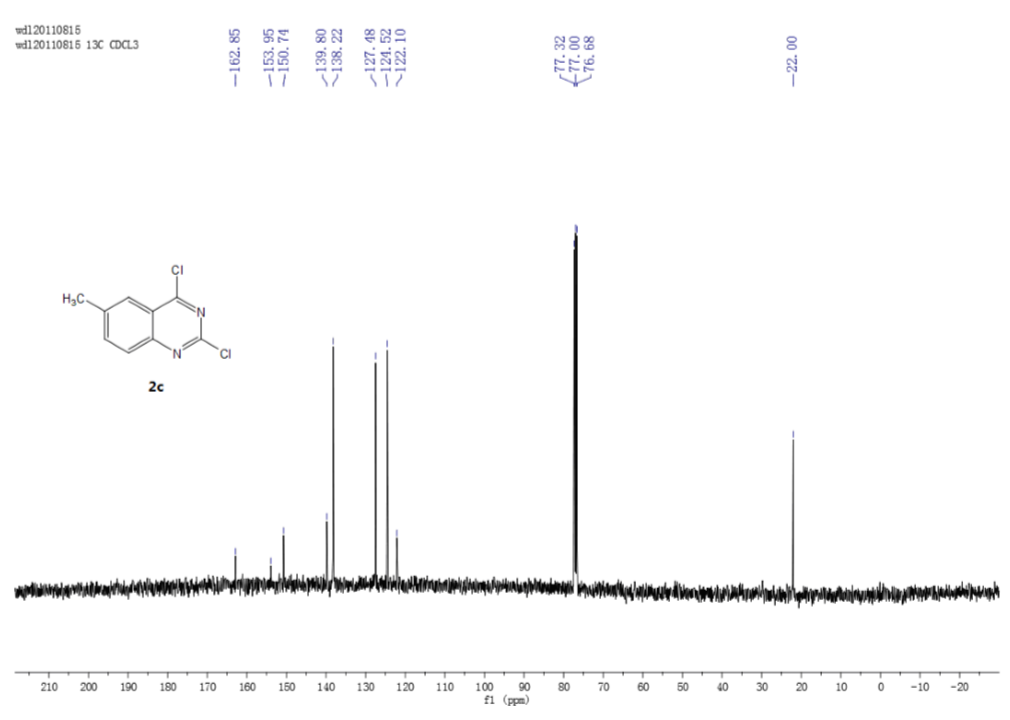 wdl20110815
wdl20110815 13C CDCL3
162.85
153.95
150.74
139.80
138.22
127.48
124.52
122.10
77.32
77.00
76.68
22.00
Cl
H3C
N
N
Cl
2c
210 200 190 180 170 160 150 140 130 120 110 100 90 80 70 60 50 40 30 20 10 0 -10 -20
f1 (ppm)